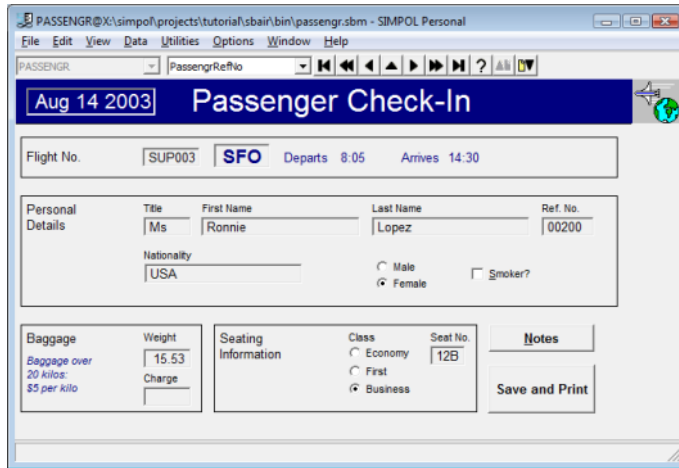 PASSENGR@X:\simpol\projects\tutorial\sbair\bin\passengr.sbm - SIMPOL Personal
File Edit View Data Utilities Options Window Help
PASSENGR PassengrRefNo
Aug 14 2003 Passenger Check-In
Flight No. SUP003 SFO Departs 8:05 Arrives 14:30
Personal Details
Title First Name Last Name Ref. No.
Ms Ronnie Lopez 00200
Nationality
USA
Male
Female
Smoker?
Baggage
Baggage over
20 kilos:
$5 per kilo
Weight
15.53
Charge
Seating
Information
Class
Economy
First
Business
Seat No.
12B
Notes
Save and Print